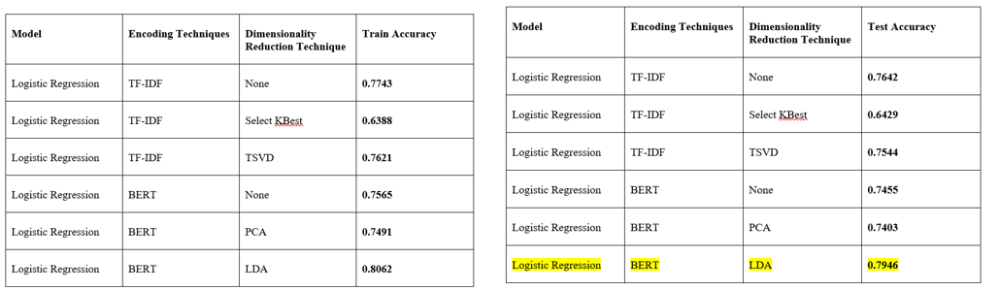 Model Encoding Techniques Dimensionality Reduction Technique Train Accuracy
Logistic Regression TF-IDF None 0.7743
Logistic Regression TF-IDF Select KBest 0.6388
Logistic Regression TF-IDF TSVD 0.7621
Logistic Regression BERT None 0.7565
Logistic Regression BERT PCA 0.7491
Logistic Regression BERT LDA 0.8062
Model Encoding Techniques Dimensionality Reduction Technique Test Accuracy
Logistic Regression TF-IDF None 0.7642
Logistic Regression TF-IDF Select KBest 0.6429
Logistic Regression TF-IDF TSVD 0.7544
Logistic Regression BERT None 0.7455
Logistic Regression BERT PCA 0.7403
Logistic Regression BERT LDA 0.7946